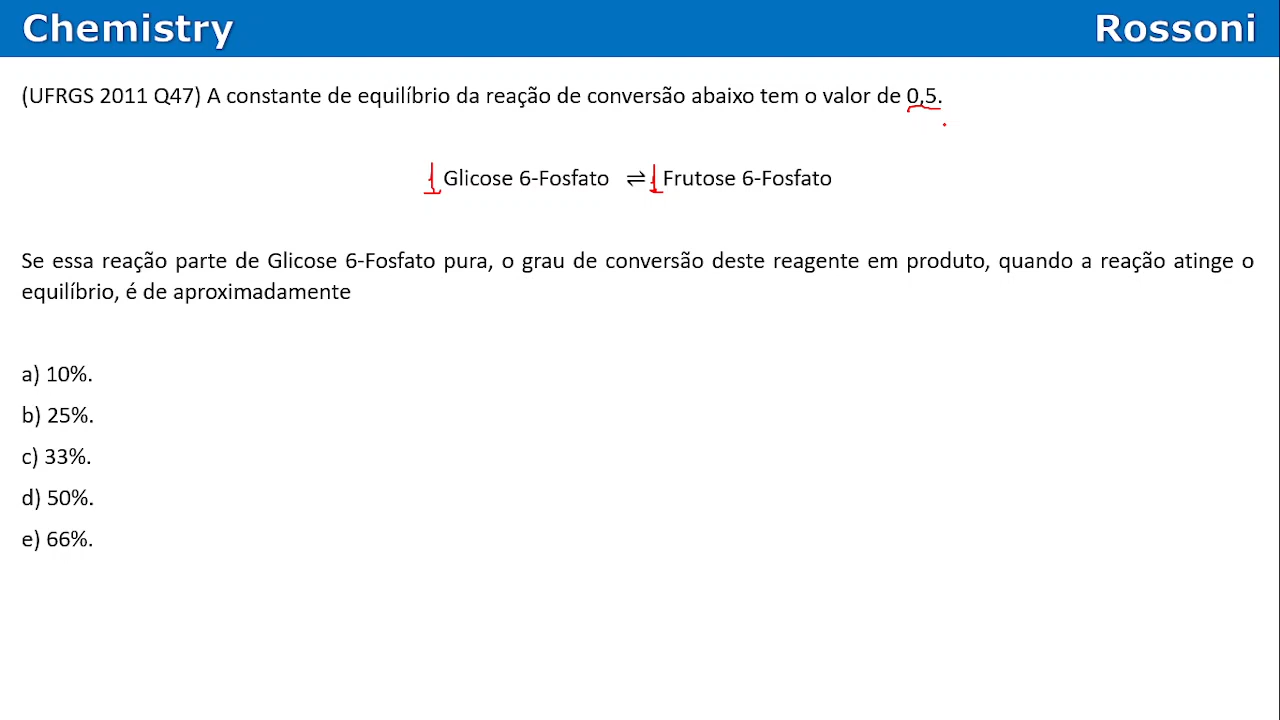 Chemistry Rossoni
(UFRGS 2011 Q47) A constante de equilíbrio da reação de conversão abaixo tem o valor de 0,5.
1 Glicose 6-Fosfato ⇌ 1 Frutose 6-Fosfato
Se essa reação parte de Glicose 6-Fosfato pura, o grau de conversão deste reagente em produto, quando a reação atinge o
equilíbrio, é de aproximadamente
a) 10%.
b) 25%.
c) 33%.
d) 50%.
e) 66%.